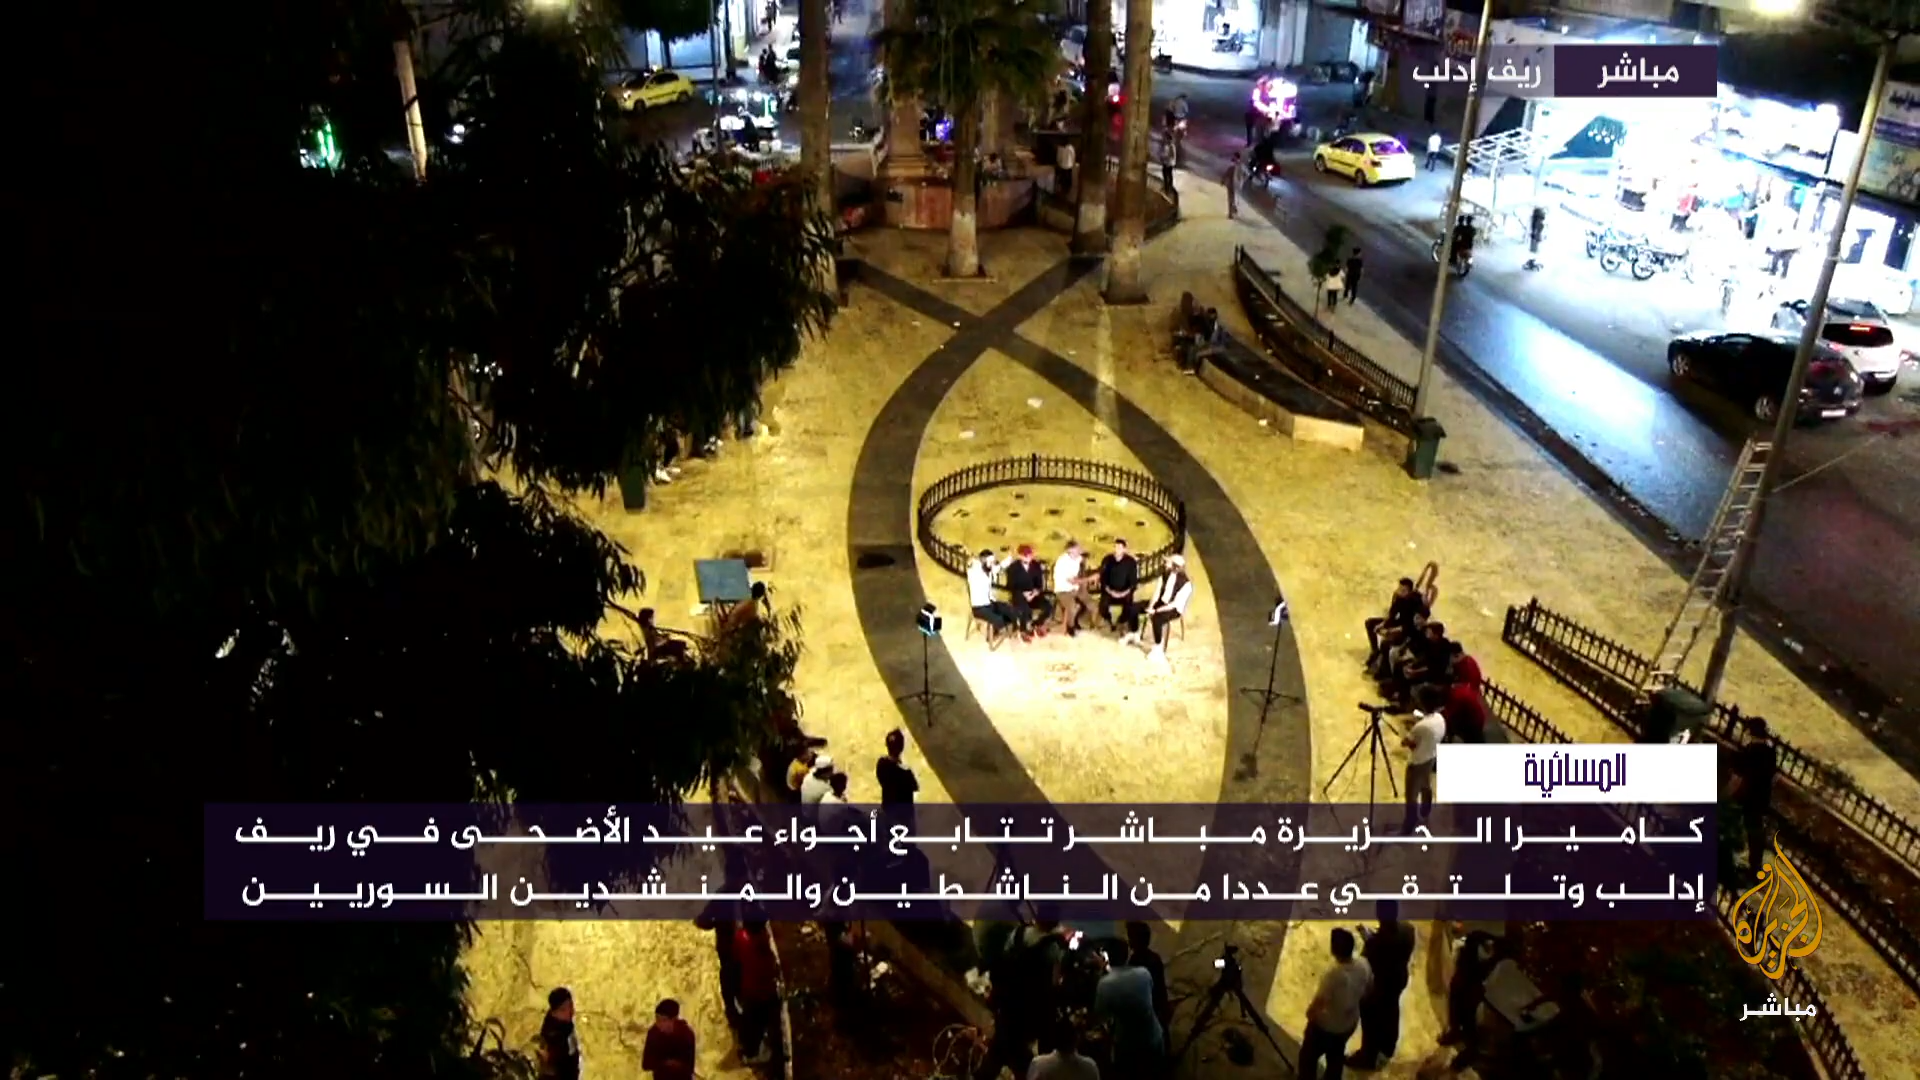 مباشر ريف إدلب
المسائية
كاميرا الجزيرة مباشر تتابع أجواء عيد الأضحى في ريف
إدلب وتلتقي عددا من الناشطين والمنشدين السوريين
الجزيرة
مباشر